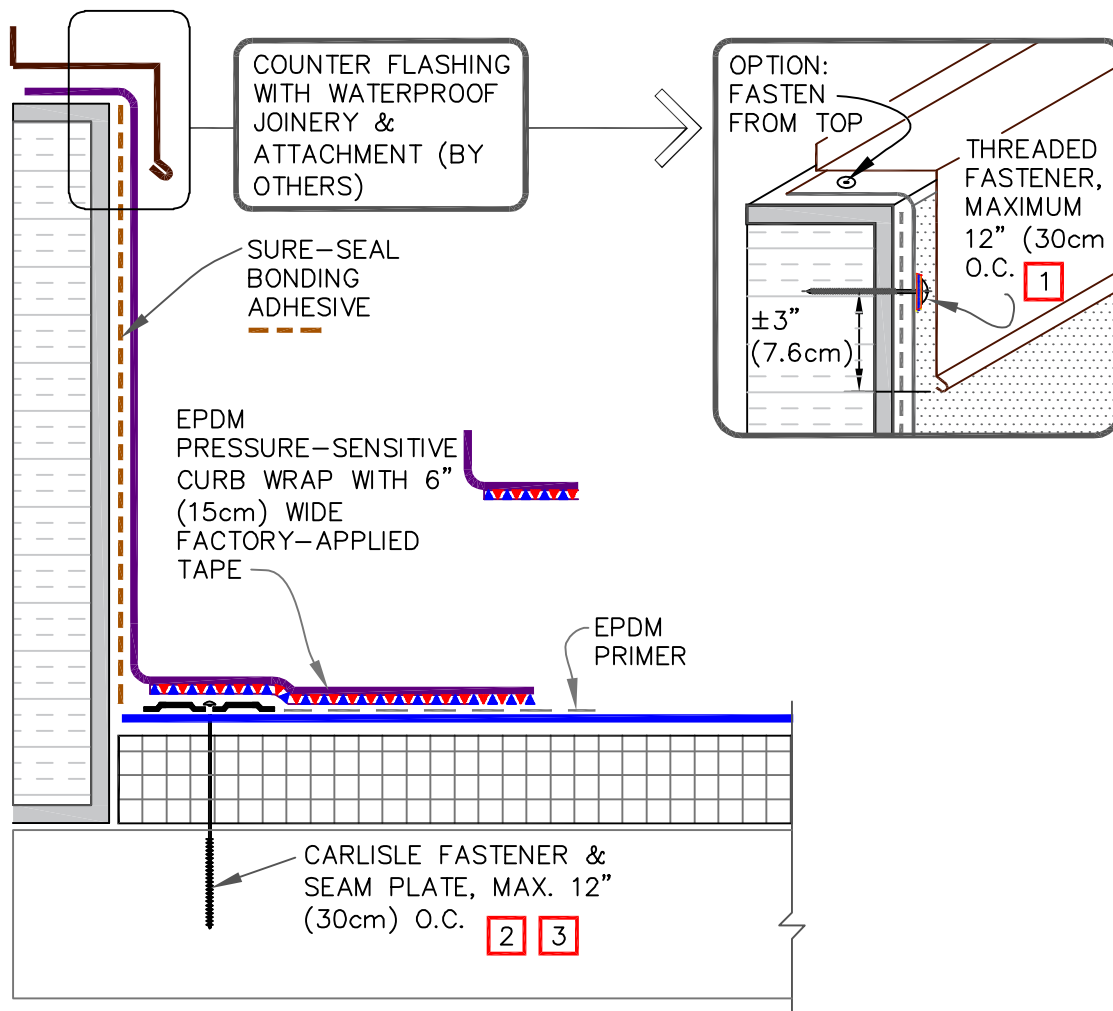 COUNTER FLASHING
WITH WATERPROOF
JOINERY &
ATTACHMENT (BY
OTHERS)
OPTION:
FASTEN
FROM TOP
THREADED
FASTENER,
MAXIMUM
12" (30cm
O.C. 1
±3"
(7.6cm)
SURE-SEAL
BONDING
ADHESIVE
EPDM
PRESSURE-SENSITIVE
CURB WRAP WITH 6"
(15cm) WIDE
FACTORY-APPLIED
TAPE
EPDM
PRIMER
CARLISLE FASTENER &
SEAM PLATE, MAX. 12"
(30cm) O.C. 2 3